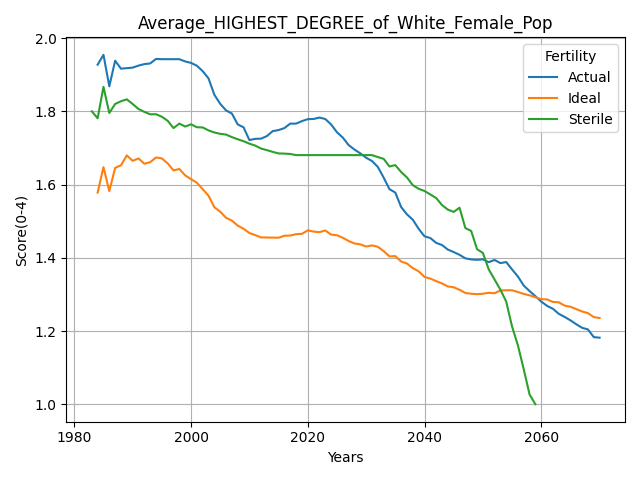 Average_HIGHEST_DEGREE_of_White_Female_Pop
Fertility
Actual
Ideal
Sterile
Score(0-4)
2.0
1.8
1.6
1.4
1.2
1.0
1980
2000
2020
2040
2060
Years